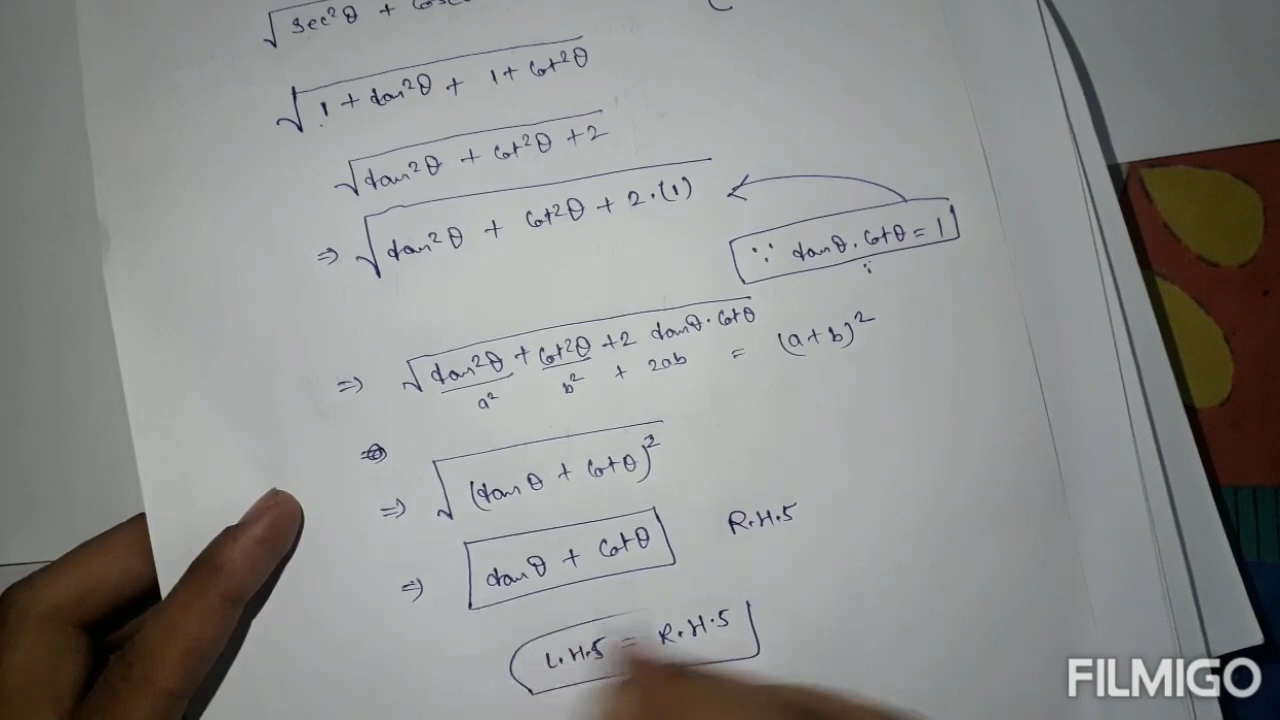 √sec²θ +
√1 + tan²θ + 1 + cot²θ
√tan²θ + cot²θ + 2
⇒ √tan²θ + cot²θ + 2.(1)
∵ tanθ. cotθ = 1
⇒ √tan²θ + cot²θ + 2 tanθ. cotθ
a² b² + 2ab = (a+b)²
⇒ √(tanθ + cotθ)²
⇒ tanθ + cotθ R.H.S
L.H.S = R.H.S
FILMIGO